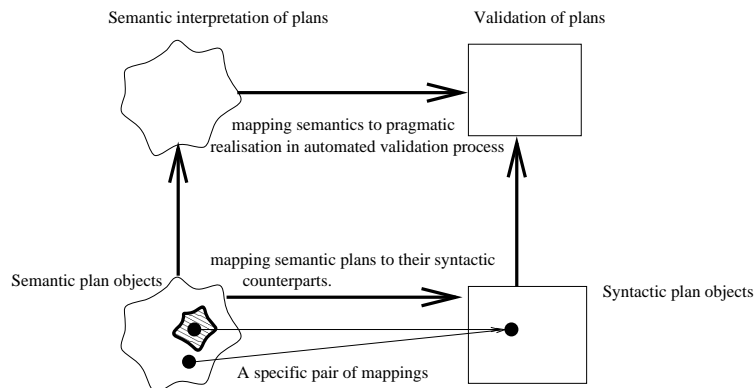 Semantic interpretation of plans
Validation of plans
mapping semantics to pragmatic
realisation in automated validation process
mapping semantic plans to their syntactic
counterparts.
Semantic plan objects
Syntactic plan objects
A specific pair of mappings